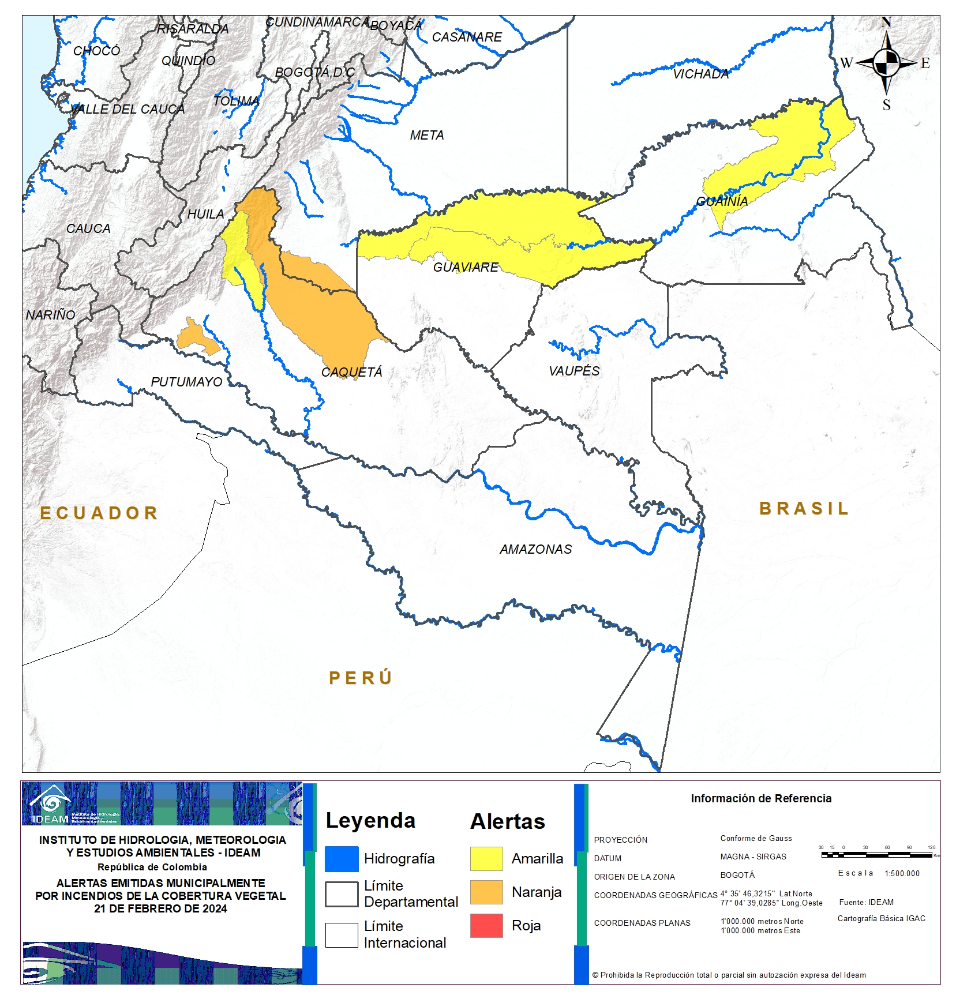 CUNDINAMARCA
BOYACÁ
RISARALDA
CASANARE
N
CHOCÓ
QUINDÍO
W
E
BOGOTÁ,D.C
VICHADA
TOLIMA
VALLE DEL CAUCA
S
META
GUAINÍA
HUILA
CAUCA
GUAVIARE
NARIÑO
CAQUETÁ
VAUPÉS
PUTUMAYO
ECUADOR
BRASIL
AMAZONAS
PERÚ
IDEAM
Instituto de Hidrología,
Meteorología y
Estudios Ambientales
INSTITUTO DE HIDROLOGIA, METEOROLOGIA
Y ESTUDIOS AMBIENTALES - IDEAM
República de Colombia
ALERTAS EMITIDAS MUNICIPALMENTE
POR INCENDIOS DE LA COBERTURA VEGETAL
21 DE FEBRERO DE 2024
Leyenda
Hidrografía
Límite
Departamental
Límite
Internacional
Alertas
Amarilla
Naranja
Roja
Información de Referencia
PROYECCIÓN Conforme de Gauss
DATUM MAGNA - SIRGAS
ORIGEN DE LA ZONA BOGOTÁ
COORDENADAS GEOGRÁFICAS 4° 35' 46,3215" Lat.Norte
77° 04' 39,0285" Long.Oeste
COORDENADAS PLANAS 1'000.000 metros Norte
1'000.000 metros Este
30 15 0 30 60 90 120
Km
Escala 1:500.000
Fuente: IDEAM
Cartografía Básica IGAC
© Prohibida la Reproducción total o parcial sin autozación expresa del Ideam